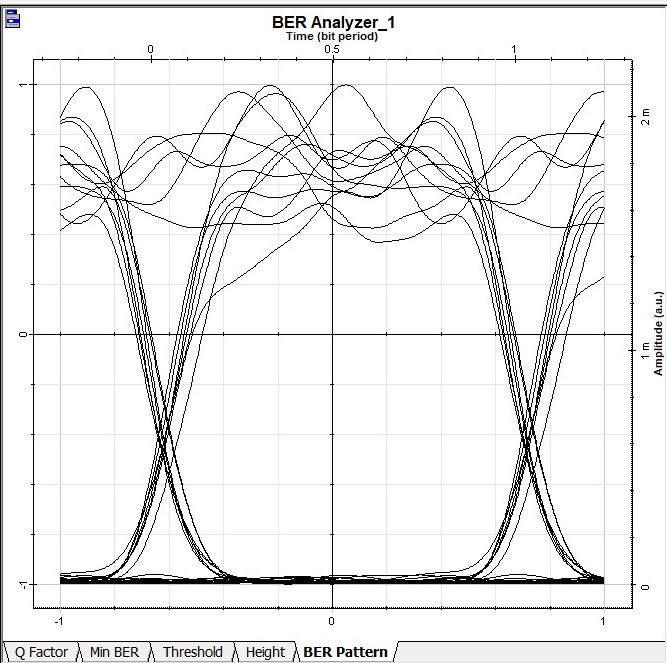 BER Analyzer_1
Time (bit period)
0 0.5 1
1 2 m
0 1 m
Amplitude (a.u.)
-1 0
-1 0 1
Q Factor Min BER Threshold Height BER Pattern